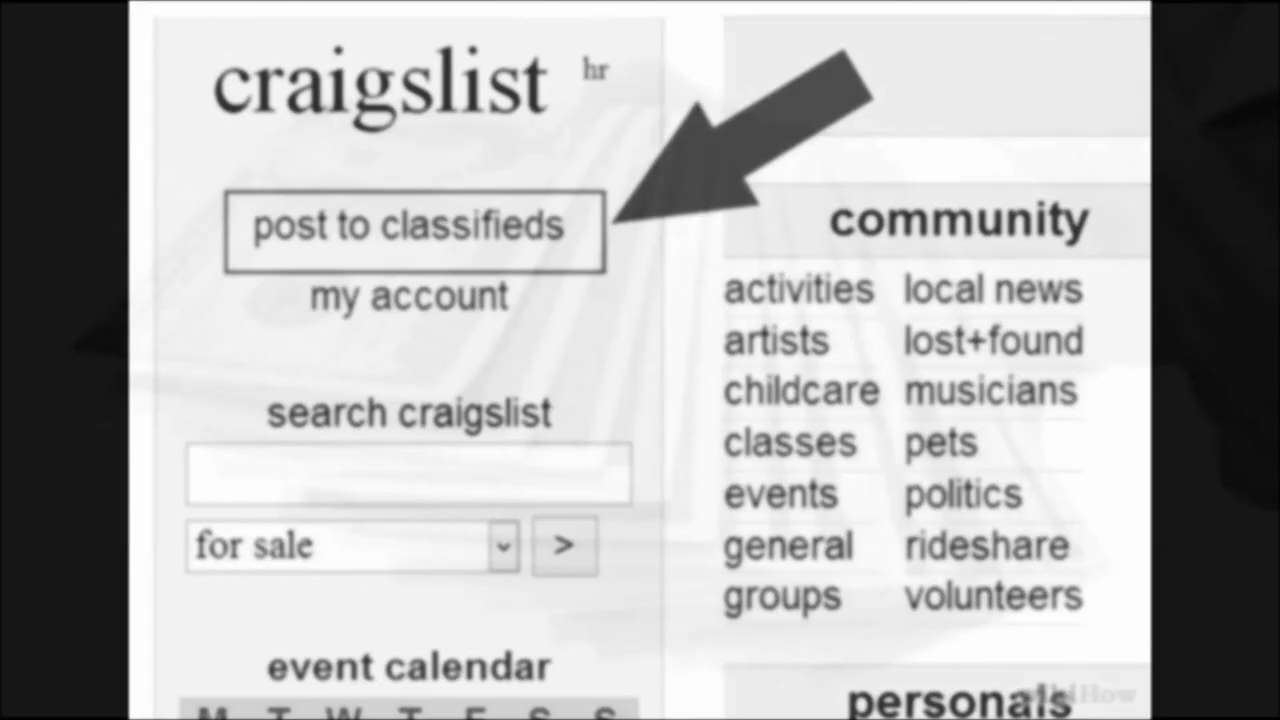 craigslist hr
post to classifieds
my account
search craigslist
for sale
>
event calendar
M T W T F S S
community
activities local news
artists lost+found
childcare musicians
classes pets
events politics
general rideshare
groups volunteers
personals
wikiHow